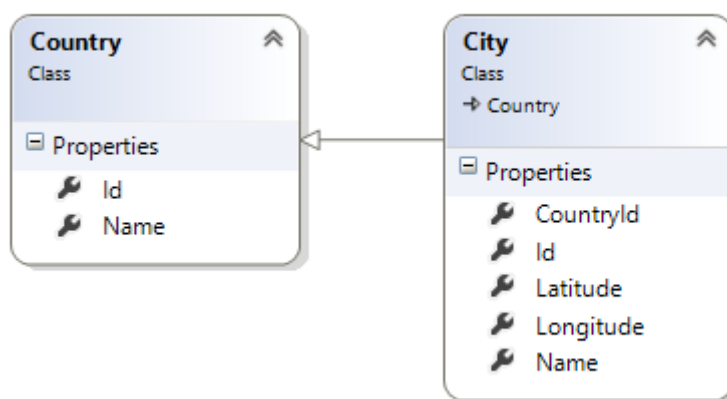 Country
Class
Properties
Id
Name
City
Class
Country
Properties
CountryId
Id
Latitude
Longitude
Name